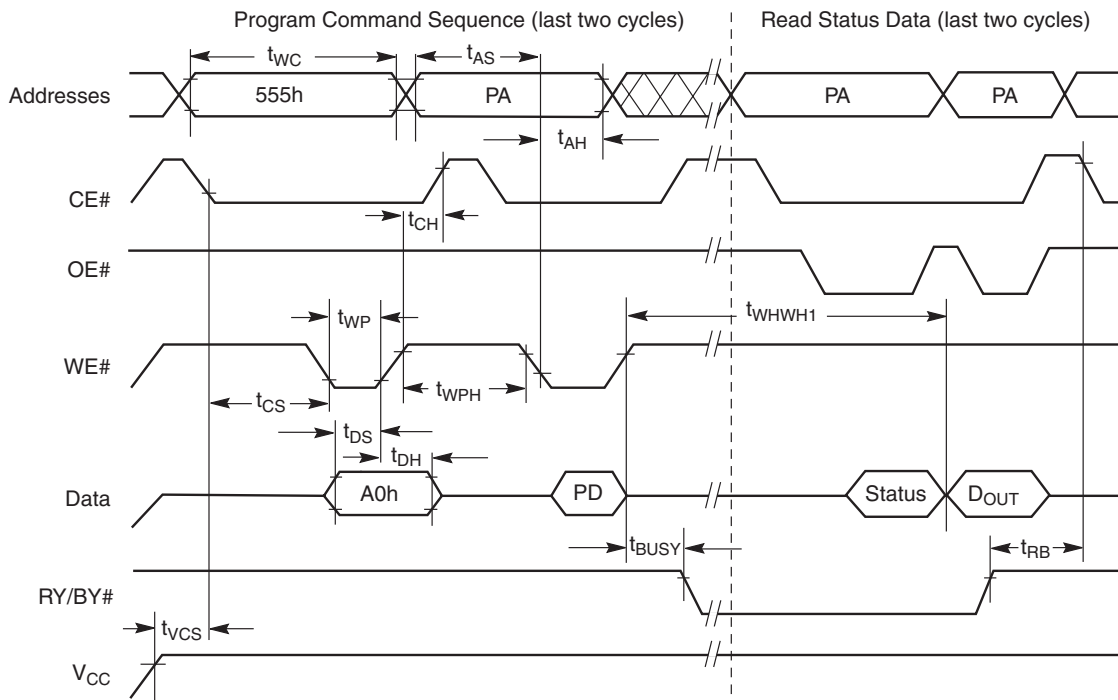 Program Command Sequence (last two cycles)
Read Status Data (last two cycles)
tWC
tAS
Addresses
555h
PA
PA
PA
tAH
CE#
tCH
OE#
tWP
tWHWH1
WE#
tCS
tWPH
tDS
tDH
Data
A0h
PD
Status
DOUT
tBUSY
tRB
RY/BY#
tVCS
VCC